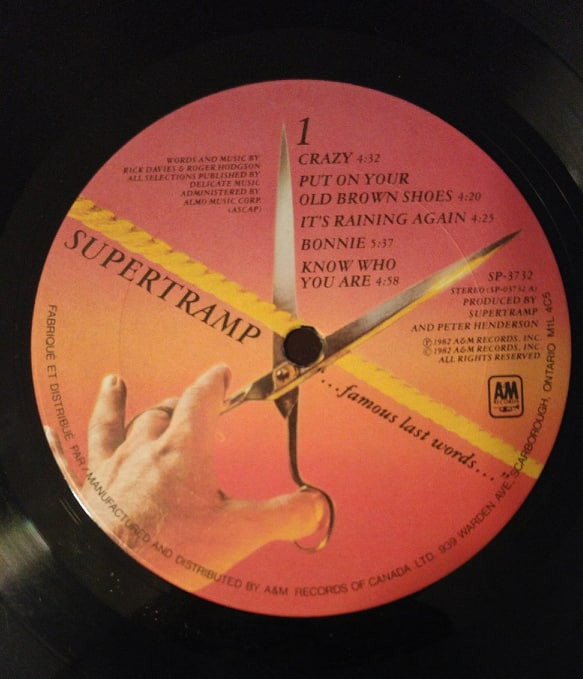 WORDS AND MUSIC BY
RICK DAVIES & ROGER HODGSON
ALL SELECTIONS PUBLISHED BY
DELICATE MUSIC
ADMINISTERED BY
ALMO MUSIC CORP.
(ASCAP)
1
CRAZY 4:32
PUT ON YOUR
OLD BROWN SHOES 4:20
IT'S RAINING AGAIN 4:25
BONNIE 5:37
KNOW WHO
YOU ARE 4:58
SUPERTRAMP
SP-3732
STEREO (SP-03732 A)
PRODUCED BY
SUPERTRAMP
AND PETER HENDERSON
℗ 1982 A&M RECORDS, INC.
© 1982 A&M RECORDS, INC.
ALL RIGHTS RESERVED
AM
RECORDS
"...famous last words..."
FABRIQUÉ ET DISTRIBUÉ PAR / MANUFACTURED AND DISTRIBUTED BY A&M RECORDS OF CANADA LTD. 939 WARDEN AVE., SCARBOROUGH, ONTARIO M1L 4C5